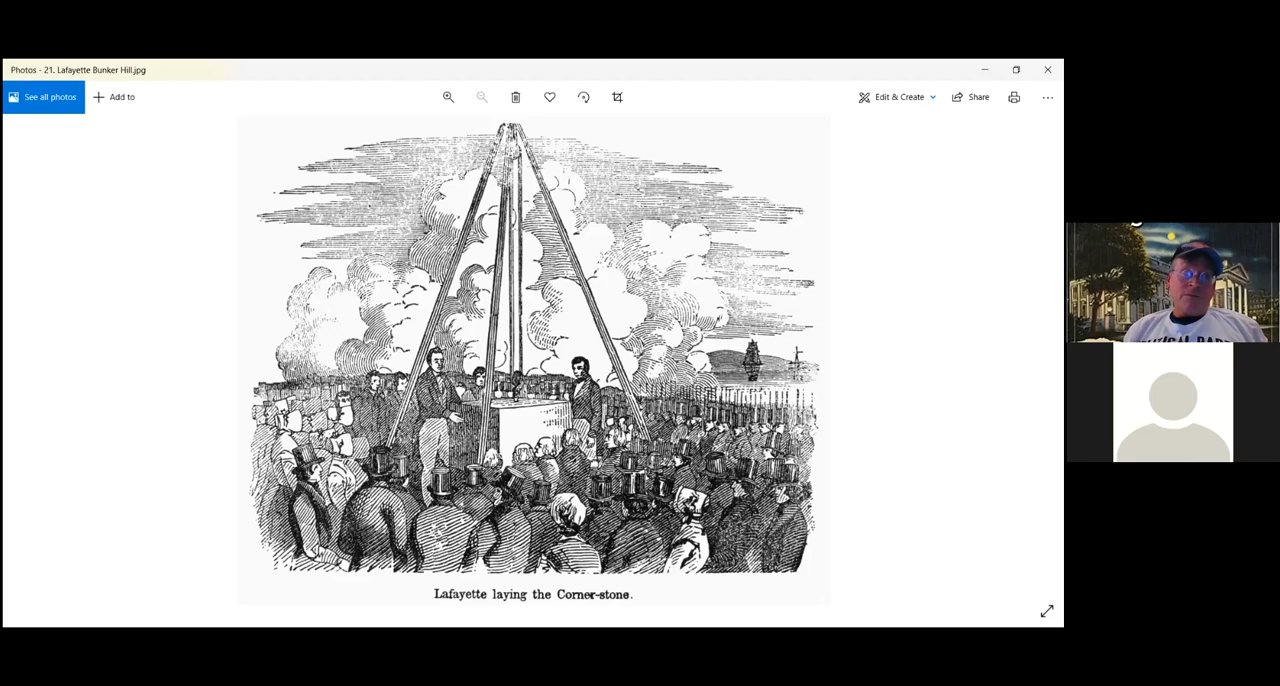 Photos - 21. Lafayette Bunker Hill.jpg
See all photos
Add to
Edit & Create
Share
Lafayette laying the Corner-stone.